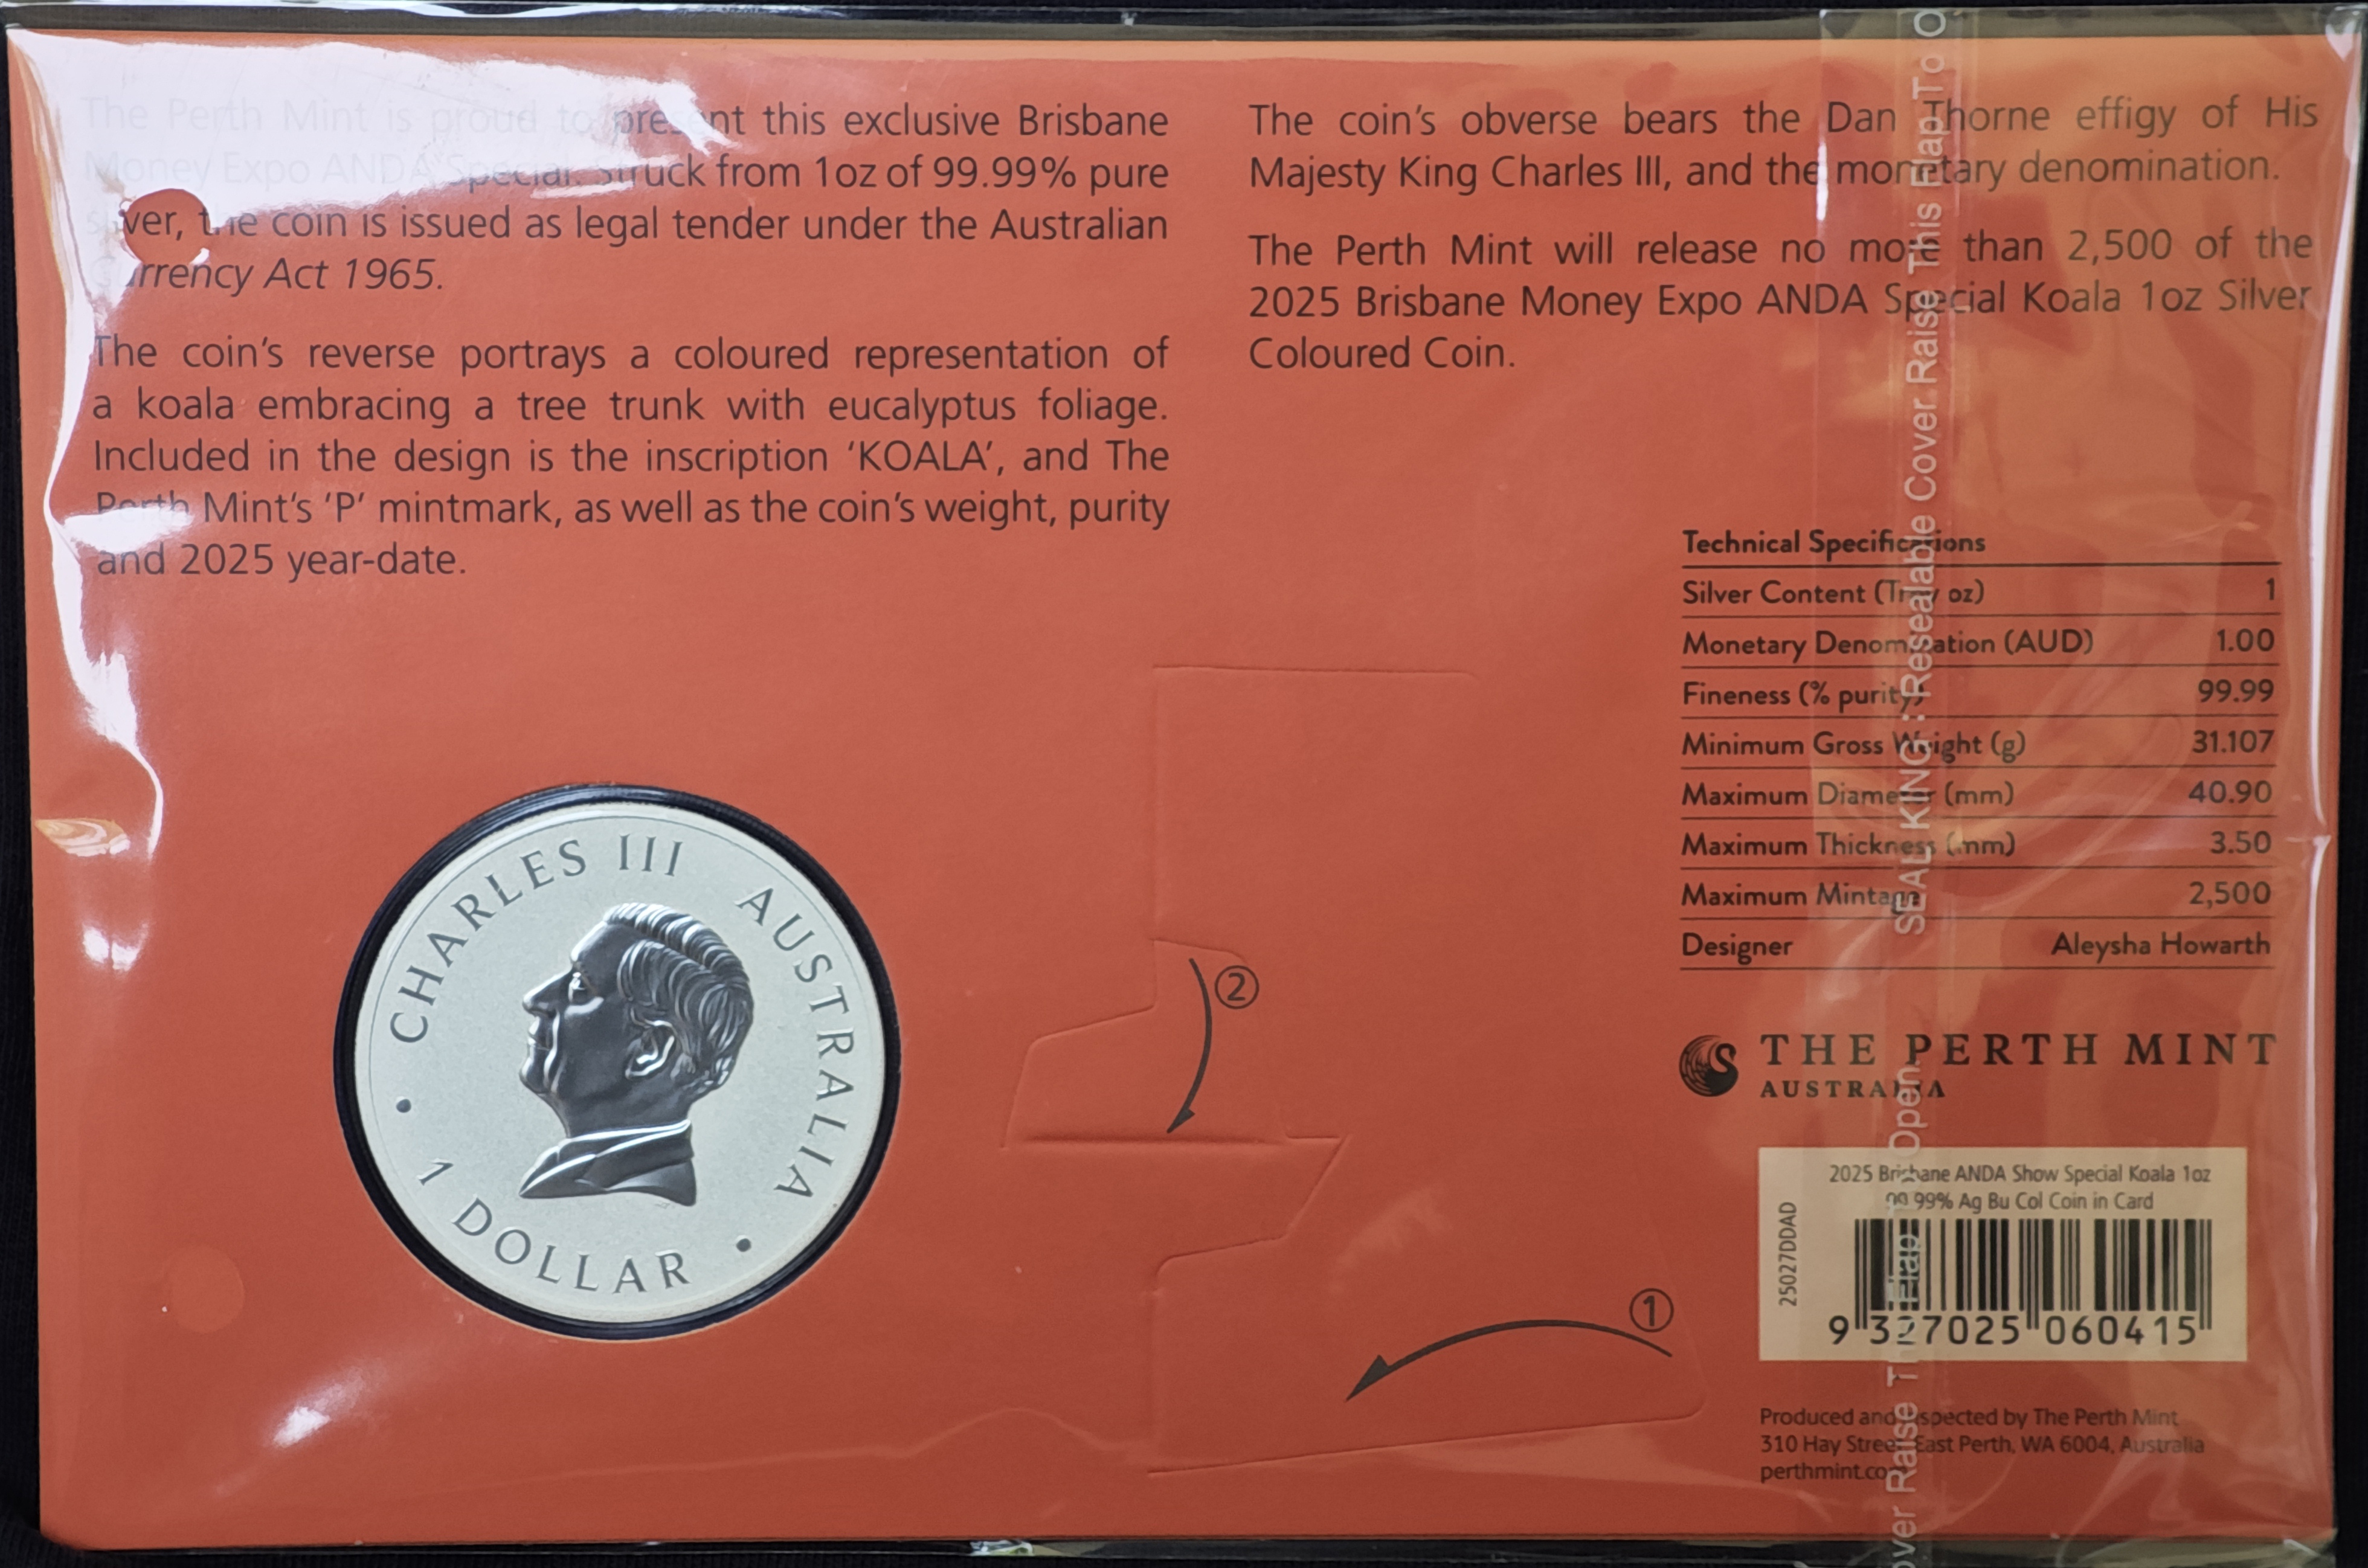 The Perth Mint is proud to present this exclusive Brisbane
Money Expo ANDA Special. Struck from 1oz of 99.99% pure
silver, the coin is issued as legal tender under the Australian
Currency Act 1965.
The coin's reverse portrays a coloured representation of
a koala embracing a tree trunk with eucalyptus foliage.
Included in the design is the inscription 'KOALA', and The
Perth Mint's 'P' mintmark, as well as the coin's weight, purity
and 2025 year-date.
The coin's obverse bears the Dan Thorne effigy of His
Majesty King Charles III, and the monetary denomination.
The Perth Mint will release no more than 2,500 of the
2025 Brisbane Money Expo ANDA Special Koala 1oz Silver
Coloured Coin.
Technical Specifications
Silver Content (Troy oz) 1
Monetary Denomination (AUD) 1.00
Fineness (% purity) 99.99
Minimum Gross Weight (g) 31.107
Maximum Diameter (mm) 40.90
Maximum Thickness (mm) 3.50
Maximum Mintage 2,500
Designer Aleysha Howarth
THE PERTH MINT
AUSTRALIA
2025 Brisbane ANDA Show Special Koala 1oz
99.99% Ag Bu Col Coin in Card
25027DDAD
9 327025 060415
Produced and inspected by The Perth Mint
310 Hay Street East Perth, WA 6004, Australia
perthmint.com
CHARLES III AUSTRALIA
• 1 DOLLAR •
②
①
SEAL KING : Resealable Cover Raise This Flap To O
Open.
Raise This Flap T
over Raise